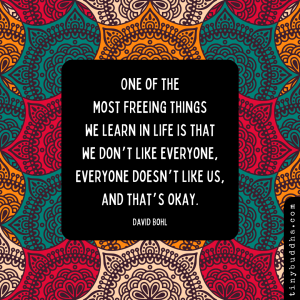 ONE OF THE
MOST FREEING THINGS
WE LEARN IN LIFE IS THAT
WE DON'T LIKE EVERYONE,
EVERYONE DOESN'T LIKE US,
AND THAT'S OKAY.
DAVID BOHL
tinybuddha.com